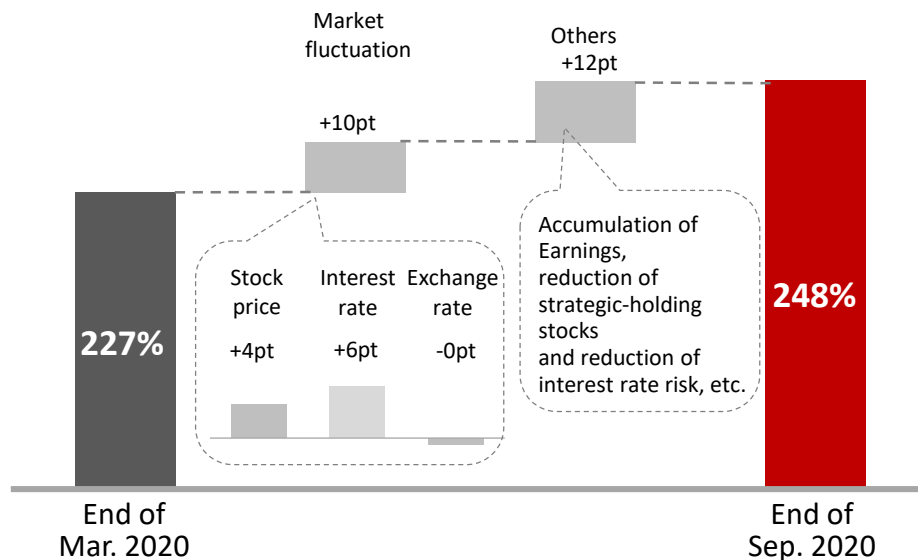 Market
fluctuation
+10pt
Others
+12pt
Stock
price
+4pt
Interest
rate
+6pt
Exchange
rate
-0pt
Accumulation of
Earnings,
reduction of
strategic-holding
stocks
and reduction of
interest rate risk, etc.
227%
248%
End of
Mar. 2020
End of
Sep. 2020